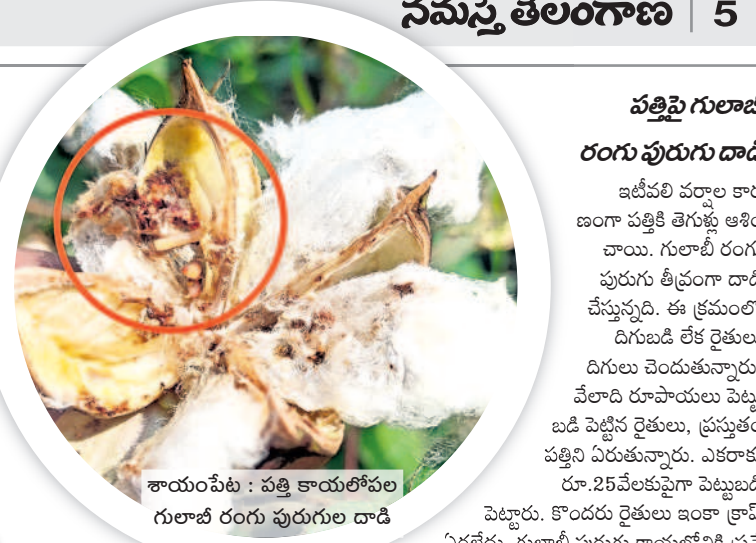 నమస్తే తెలంగాణ | 5
పత్తిపై గులాబీ
రంగు పురుగు దాడి
ఇటీవలి వర్షాల కార
ణంగా పత్తికి తెగుళ్లు ఆశిం
చాయి. గులాబీ రంగు
పురుగు తీవ్రంగా దాడి
చేస్తున్నది. ఈ క్రమంలో
దిగుబడి లేక రైతులు
దిగులు చెందుతున్నారు.
వేలాది రూపాయలు పెట్టు
బడి పెట్టిన రైతులు, ప్రస్తుతం
పత్తిని ఏరుతున్నారు. ఎకరాకు
రూ.25వేలకుపైగా పెట్టుబడి
పెట్టారు. కొందరు రైతులు ఇంకా క్రాప్
శాయంపేట : పత్తి కాయలోపల
గులాబీ రంగు పురుగుల దాడి